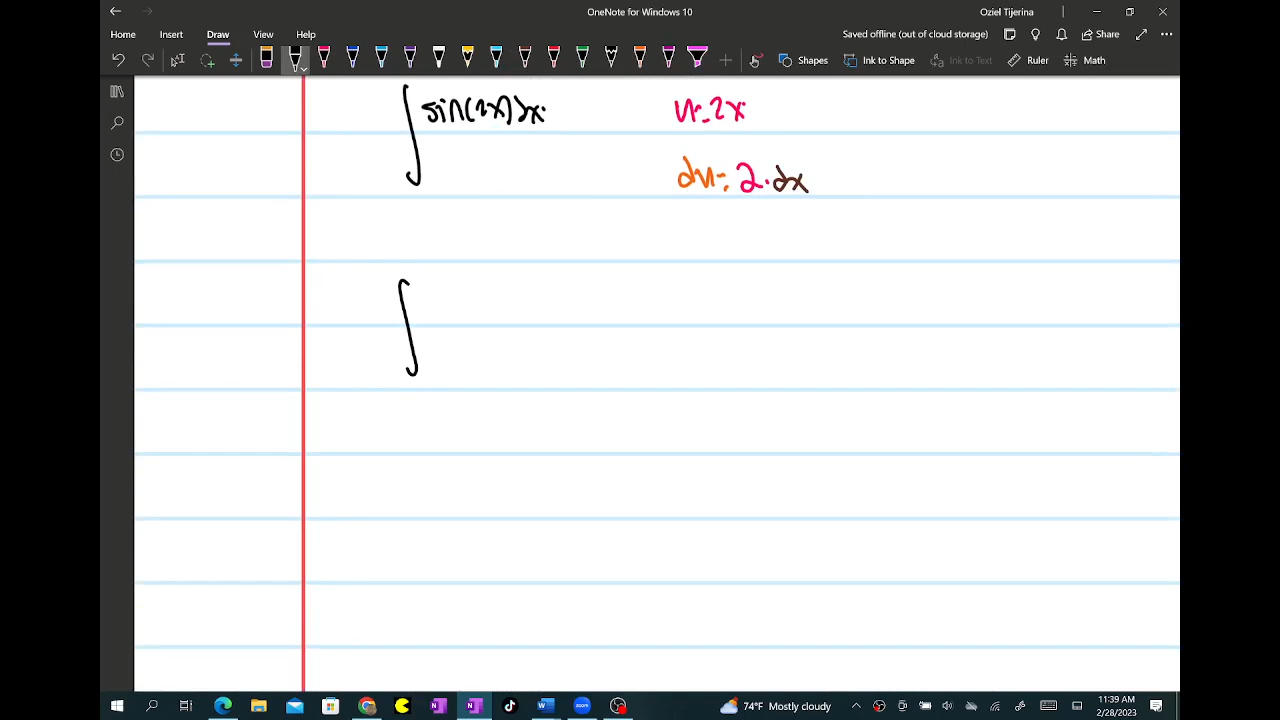 OneNote for Windows 10
Oziel Tijerina
Home Insert Draw View Help
Saved offline (out of cloud storage)
Share
Shapes
Ink to Shape
Ink to Text
Ruler
Math
∫ sin(2x)dx
u = 2x
du = 2·dx
∫
zoom
74°F Mostly cloudy
11:39 AM
2/28/2023